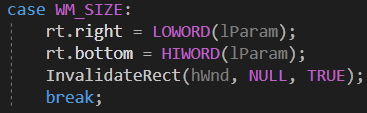 case WM_SIZE:
rt.right = LOWORD(lParam);
rt.bottom = HIWORD(lParam);
InvalidateRect(hWnd, NULL, TRUE);
break;